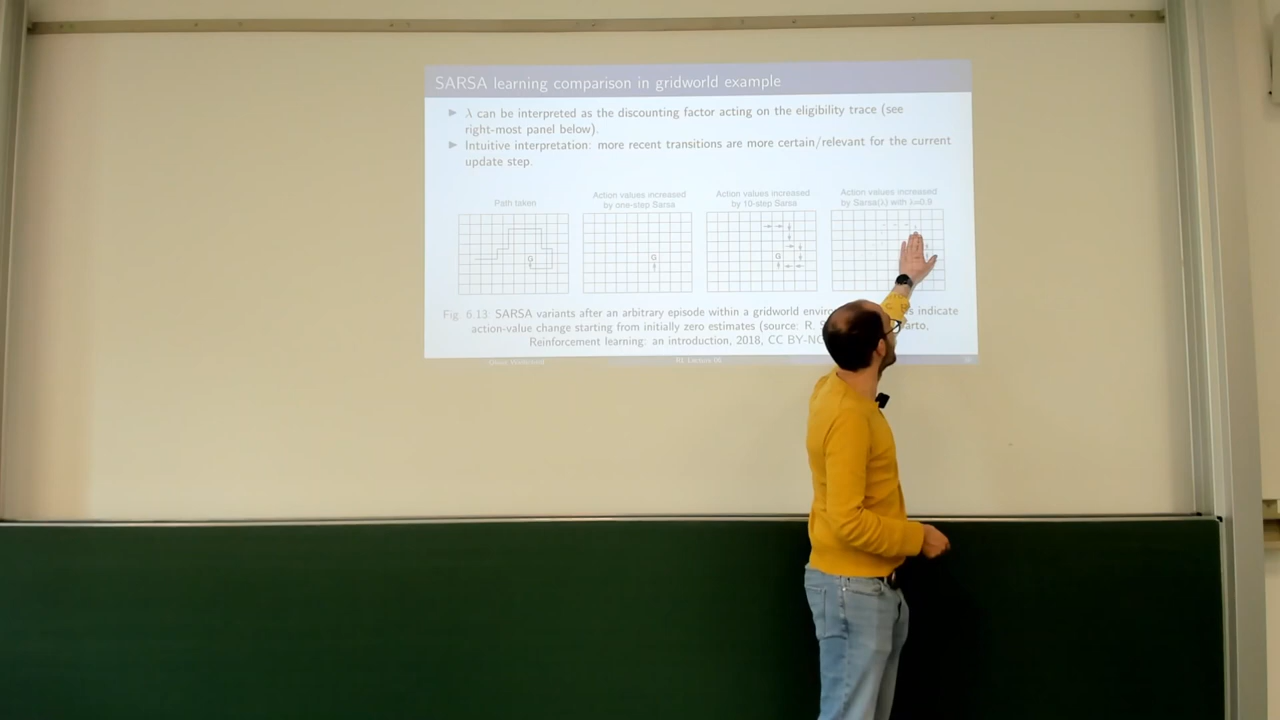 SARSA learning comparison in gridworld example
λ can be interpreted as the discounting factor acting on the eligibility trace (see
right-most panel below).
Intuitive interpretation: more recent transitions are more certain/relevant for the current
update step.
Path taken
Action values increased
by one-step Sarsa
Action values increased
by 10-step Sarsa
Action values increased
by Sarsa(λ) with λ=0.9
G
G
G
Fig. 6.13: SARSA variants after an arbitrary episode within a gridworld indicate
action-value change starting from initially zero estimates (source: R.
Reinforcement learning: an introduction, 2018, CC
RL Lecture 06